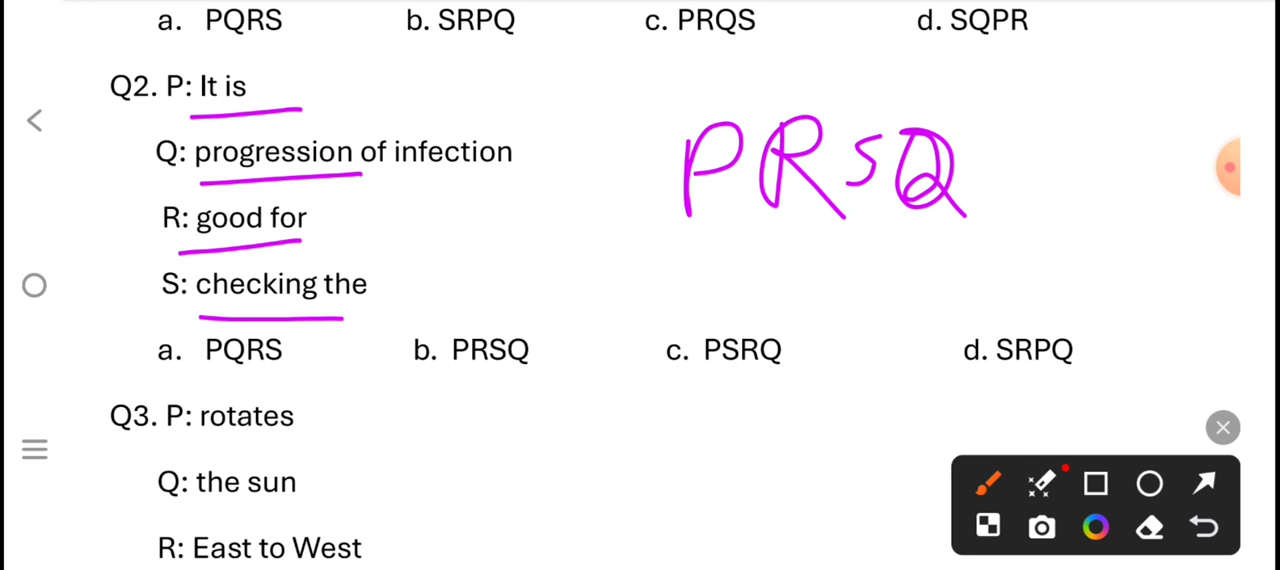 a. PQRS b. SRPQ c. PRQS d. SQPR
Q2. P: It is
Q: progression of infection
R: good for
S: checking the
PRSQ
a. PQRS b. PRSQ c. PSRQ d. SRPQ
Q3. P: rotates
Q: the sun
R: East to West